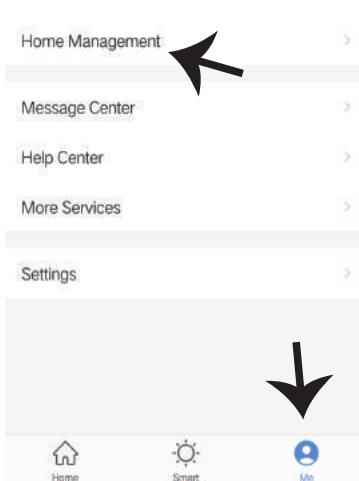 Home Management
Message Center
Help Center
More Services
Settings
Home Smart Me